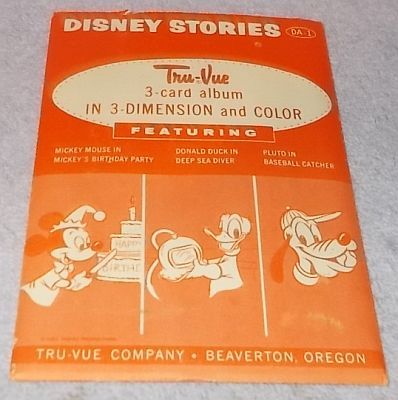 DISNEY STORIES DA-1
Tru-Vue
3-card album
IN 3-DIMENSION and COLOR
FEATURING
MICKEY MOUSE IN
MICKEY'S BIRTHDAY PARTY
DONALD DUCK IN
DEEP SEA DIVER
PLUTO IN
BASEBALL CATCHER
HAPPY
BIRTHD
TRU-VUE COMPANY • BEAVERTON, OREGON